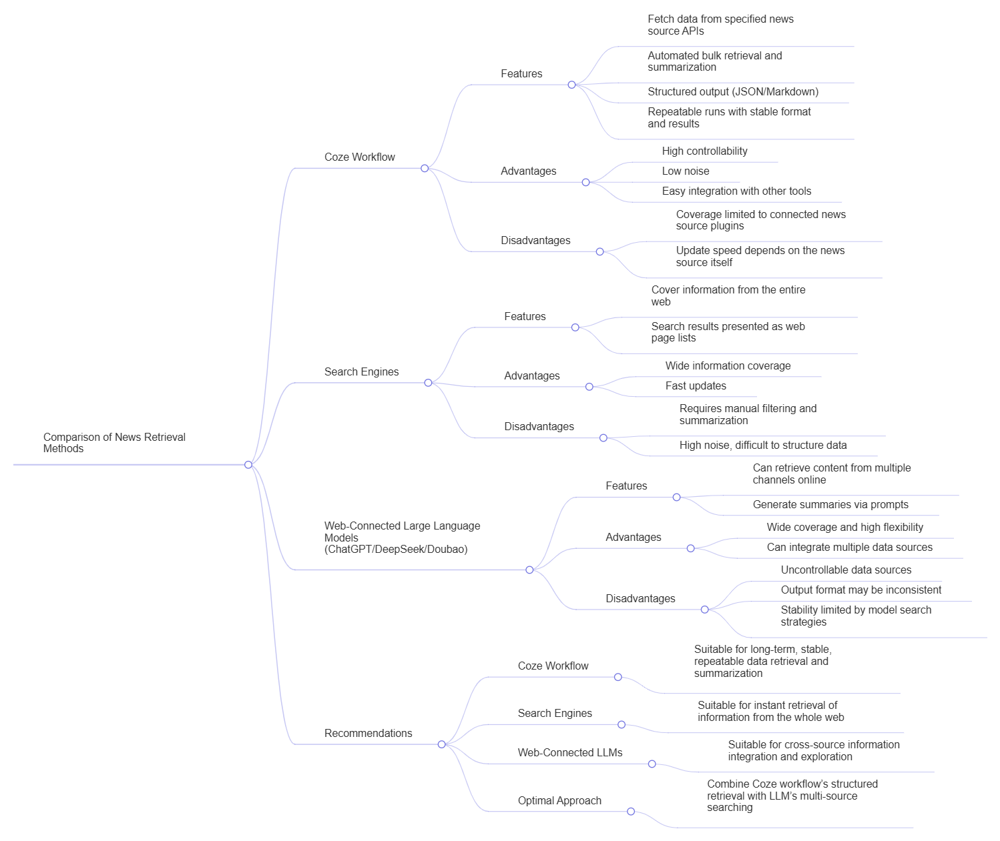 Comparison of News Retrieval
Methods
Coze Workflow
Features
Fetch data from specified news
source APIs
Automated bulk retrieval and
summarization
Structured output (JSON/Markdown)
Repeatable runs with stable format
and results
Advantages
High controllability
Low noise
Easy integration with other tools
Disadvantages
Coverage limited to connected news
source plugins
Update speed depends on the news
source itself
Search Engines
Features
Cover information from the entire
web
Search results presented as web
page lists
Advantages
Wide information coverage
Fast updates
Disadvantages
Requires manual filtering and
summarization
High noise, difficult to structure data
Web-Connected Large Language
Models
(ChatGPT/DeepSeek/Doubao)
Features
Can retrieve content from multiple
channels online
Generate summaries via prompts
Advantages
Wide coverage and high flexibility
Can integrate multiple data sources
Disadvantages
Uncontrollable data sources
Output format may be inconsistent
Stability limited by model search
strategies
Recommendations
Coze Workflow
Suitable for long-term, stable,
repeatable data retrieval and
summarization
Search Engines
Suitable for instant retrieval of
information from the whole web
Web-Connected LLMs
Suitable for cross-source information
integration and exploration
Optimal Approach
Combine Coze workflow’s structured
retrieval with LLM’s multi-source
searching